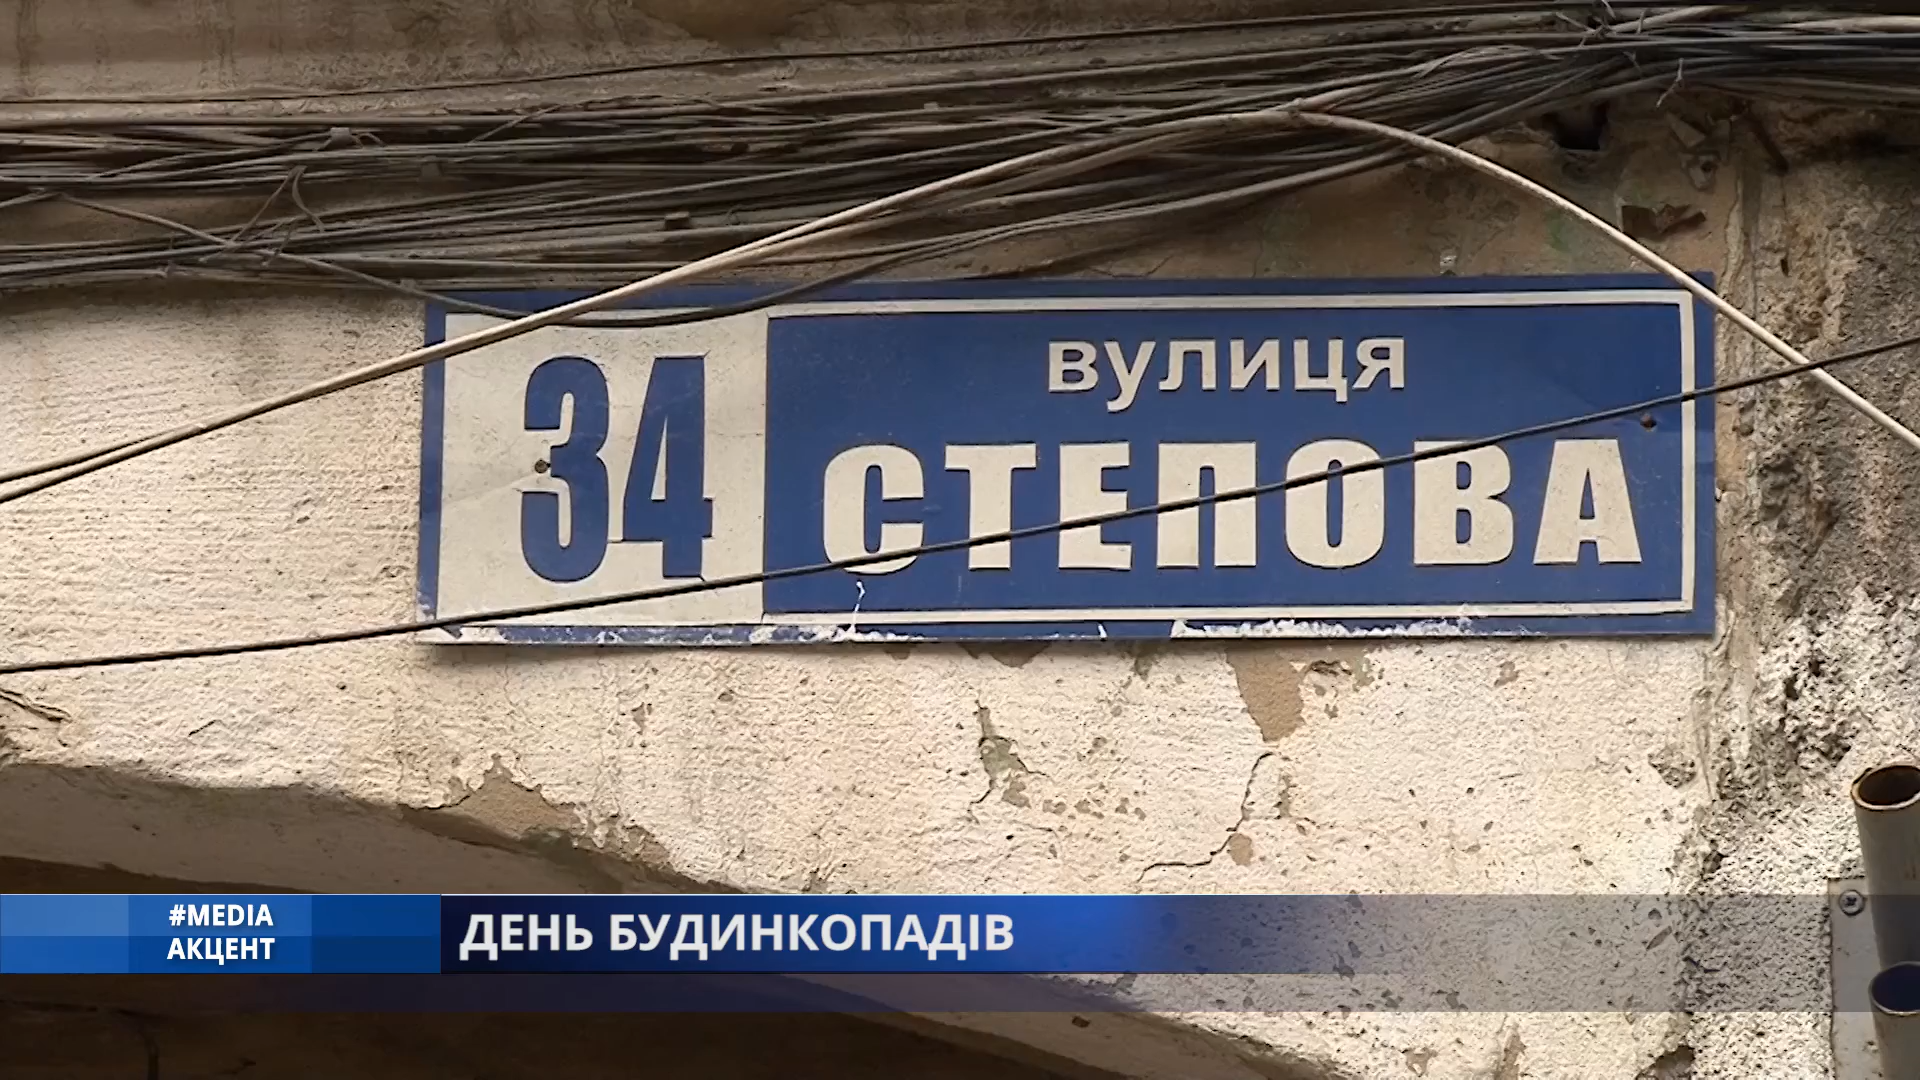 34
вулиця
СТЕПОВА
#MEDIA
АКЦЕНТ
ДЕНЬ БУДИНКОПАДІВ